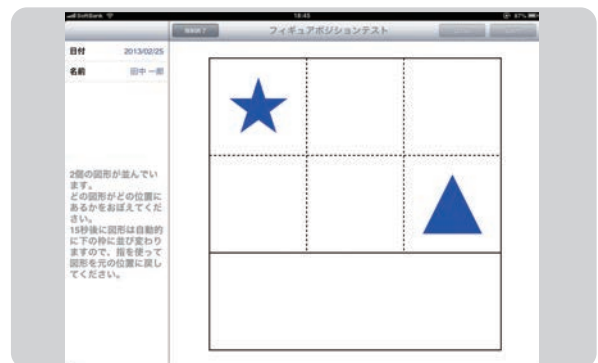 SoftBank
18:45
87%
フィギュアポジションテスト
日付 2013/02/25
名前 田中一郎
2個の図形が並んでい
ます。
どの図形がどの位置に
あるかをおぼえてくだ
さい。
15秒後に図形は自動的
に下の枠に並び変わり
ますので、指を使って
図形を元の位置に戻し
てください。